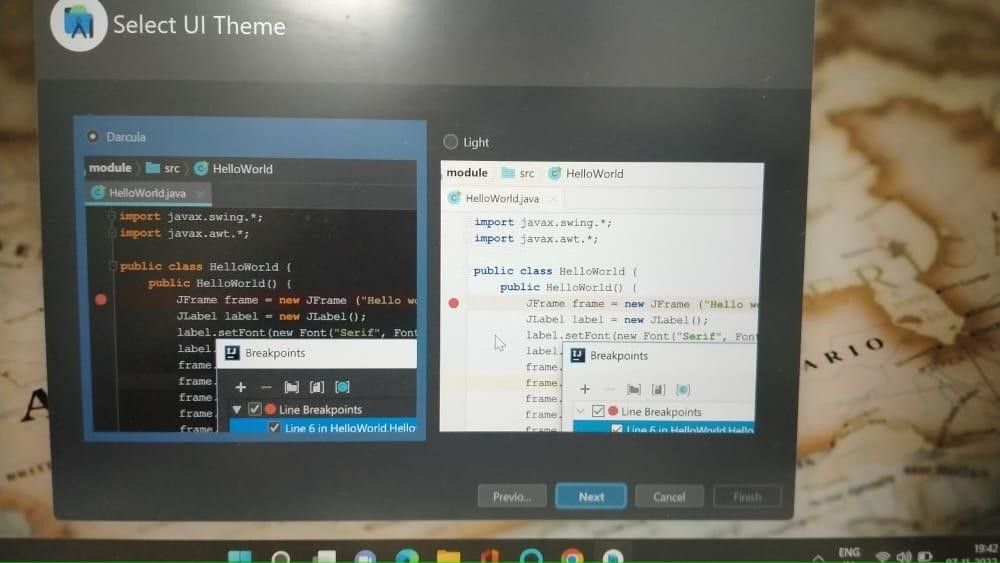 Select UI Theme
Darcula
module src HelloWorld
HelloWorld.java
import javax.swing.*;
import javax.awt.*;
public class HelloWorld {
public HelloWorld() {
JFrame frame = new JFrame ("Hello wo
JLabel label = new JLabel();
label.setFont(new Font("Serif", Font
label.
frame.
frame.
frame.
frame.
frame.
Breakpoints
Line Breakpoints
Line 6 in HelloWorld.Hello
Light
module src HelloWorld
HelloWorld.java
import javax.swing.*;
import javax.awt.*;
public class HelloWorld {
public HelloWorld() {
JFrame frame = new JFrame ("Hello wo
JLabel label = new JLabel();
label.setFont(new Font("Serif", Font
label.
frame.
frame.
frame.
frame.
frame.
Breakpoints
Line Breakpoints
Line 6 in HelloWorld.Hello
Previo... Next Cancel Finish
ARIO
ENG
19:42